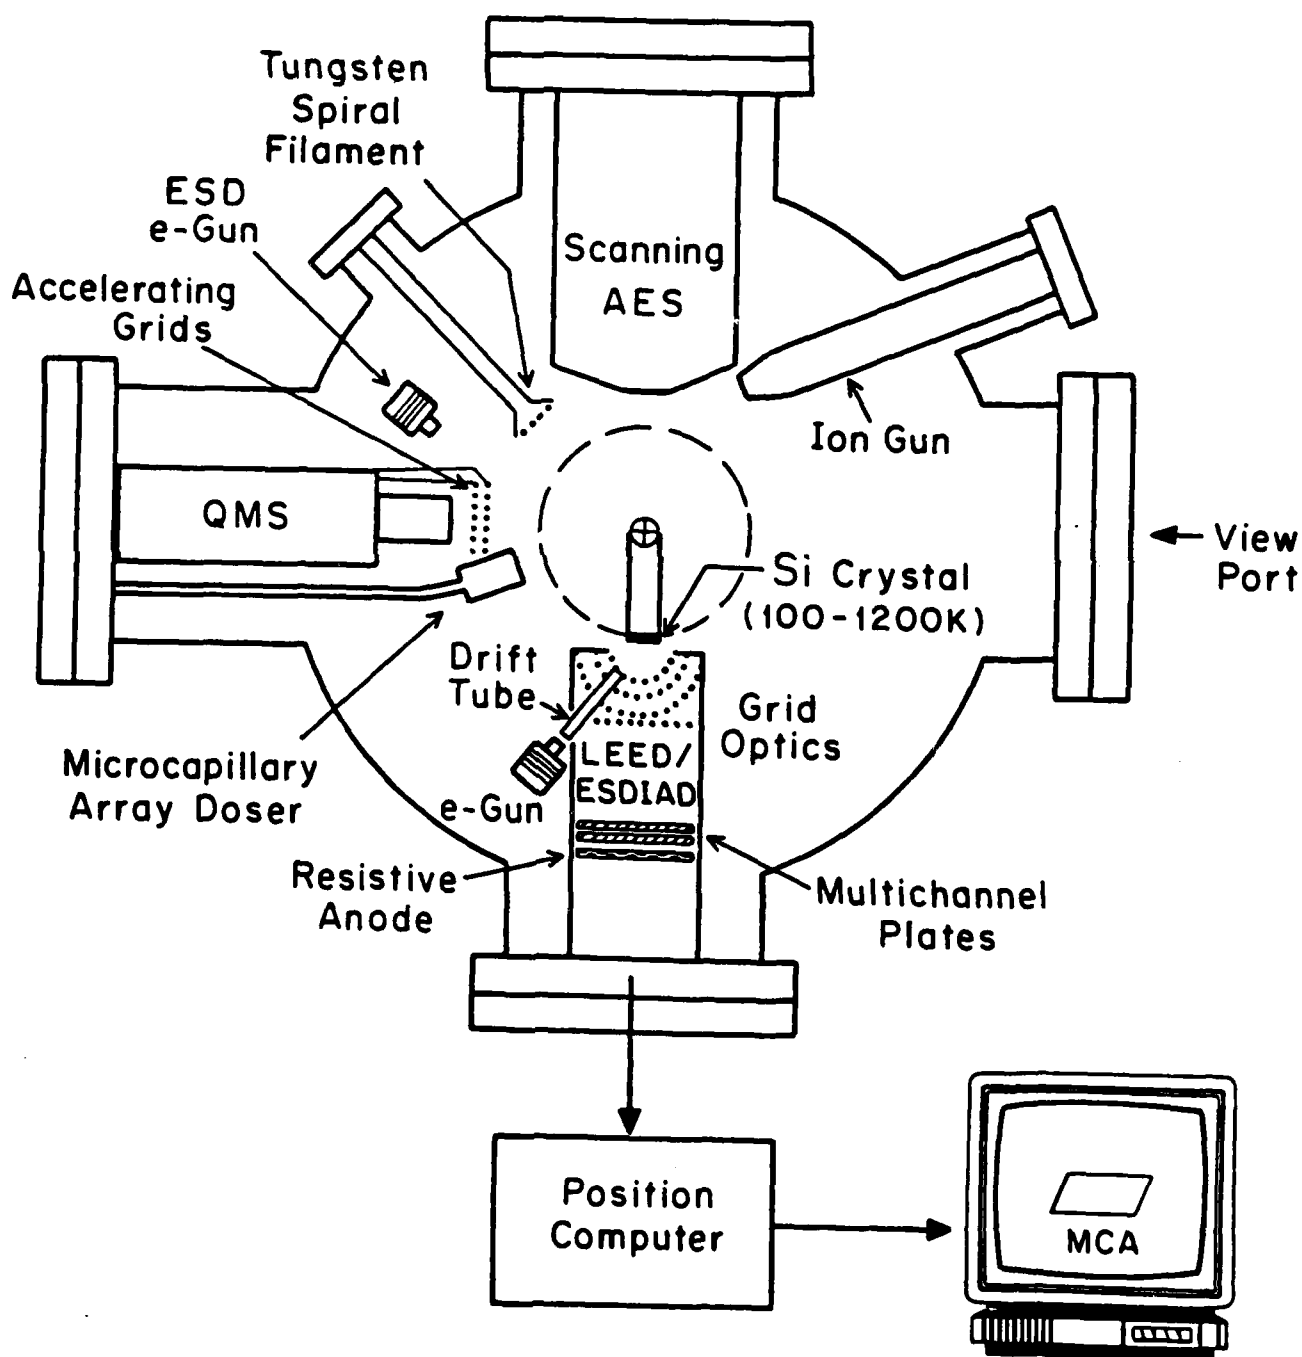 Tungsten
Spiral
Filament
ESD
e-Gun
Accelerating
Grids
Scanning
AES
Ion Gun
QMS
View
Port
Si Crystal
(100-1200K)
Drift
Tube
Grid
Optics
LEED/
ESDIAD
Microcapillary
Array Doser
e-Gun
Resistive
Anode
Multichannel
Plates
Position
Computer
MCA